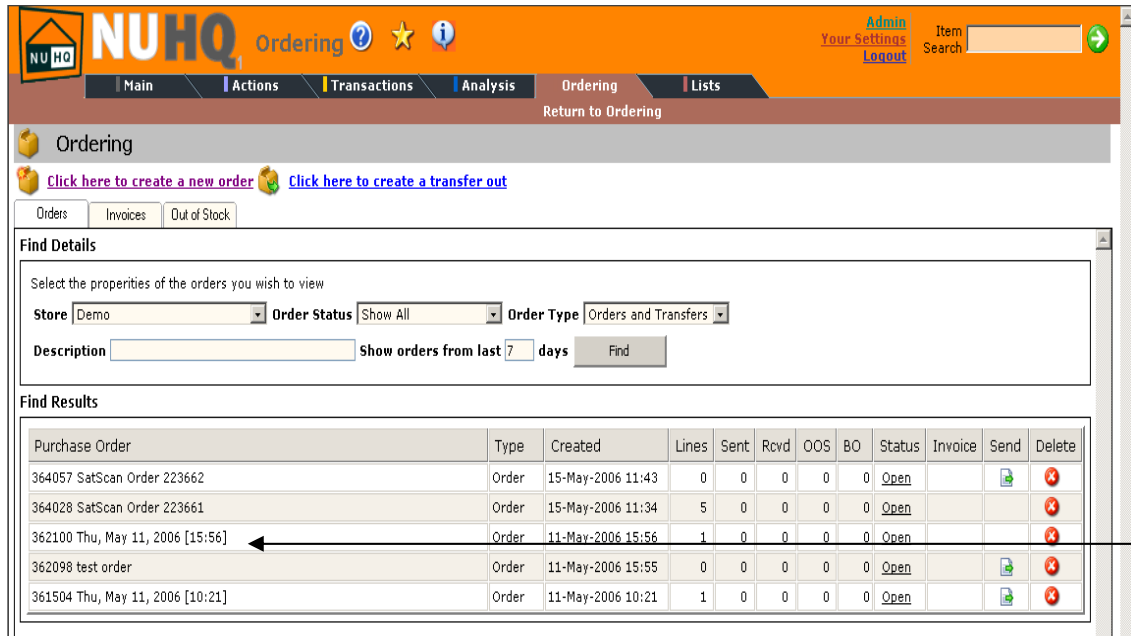 NU HQ
NUHQ1 Ordering
Admin
Your Settings
Logout
Item Search
Main Actions Transactions Analysis Ordering Lists
Return to Ordering
Ordering
Click here to create a new order Click here to create a transfer out
Orders Invoices Out of Stock
Find Details
Select the properities of the orders you wish to view
Store Demo Order Status Show All Order Type Orders and Transfers
Description Show orders from last 7 days Find
Find Results
Purchase Order Type Created Lines Sent Rcvd OOS BO Status Invoice Send Delete
364057 SatScan Order 223662 Order 15-May-2006 11:43 0 0 0 0 0 Open
364028 SatScan Order 223661 Order 15-May-2006 11:34 5 0 0 0 0 Open
362100 Thu, May 11, 2006 [15:56] Order 11-May-2006 15:56 1 0 0 0 0 Open
362098 test order Order 11-May-2006 15:55 0 0 0 0 0 Open
361504 Thu, May 11, 2006 [10:21] Order 11-May-2006 10:21 1 0 0 0 0 Open